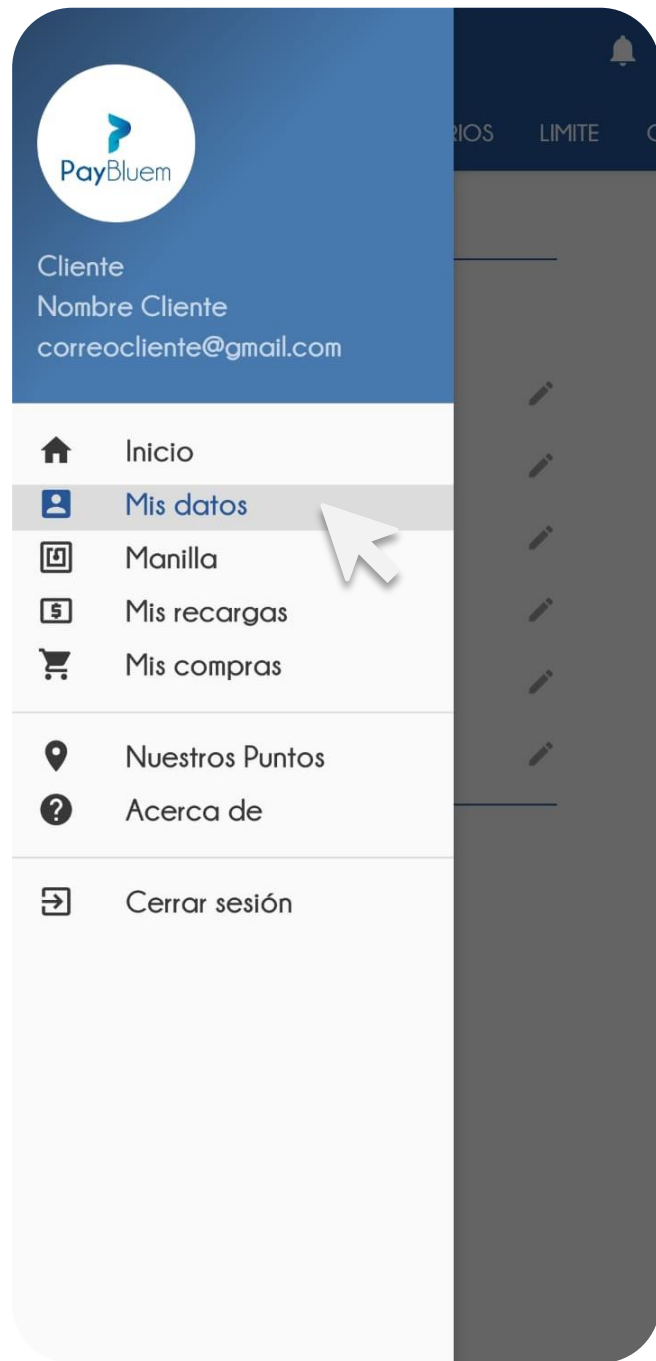 PayBluem
Cliente
Nombre Cliente
correocliente@gmail.com
RIOS LIMITE
Inicio
Mis datos
Manilla
Mis recargas
Mis compras
Nuestros Puntos
Acerca de
Cerrar sesión